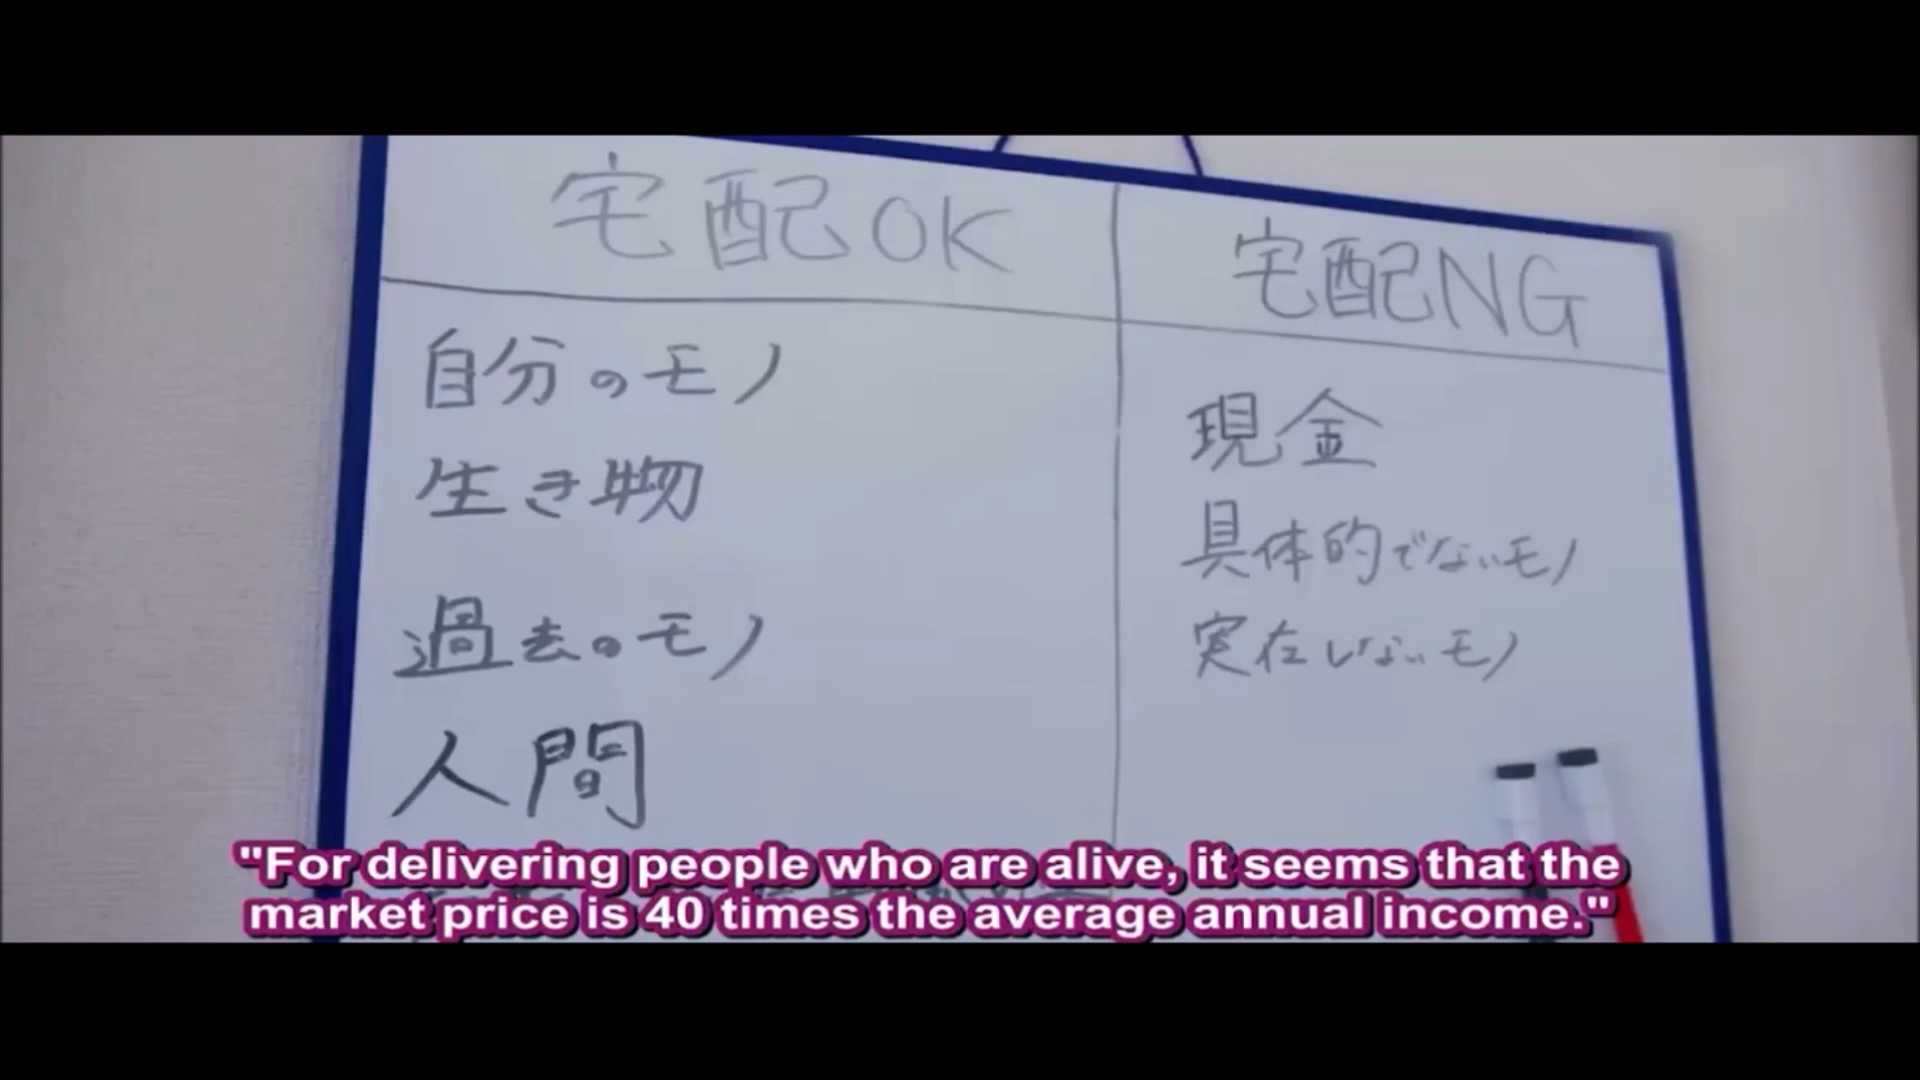 宅配OK
宅配NG
自分のモノ
生き物
過去のモノ
人間
現金
具体的でないモノ
実在しないモノ
"For delivering people who are alive, it seems that the
market price is 40 times the average annual income."